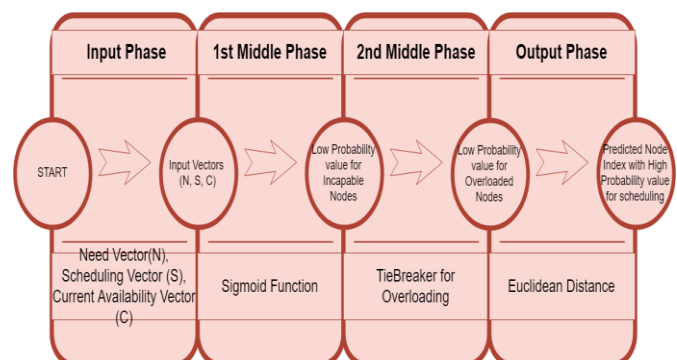 Input Phase
1st Middle Phase
2nd Middle Phase
Output Phase
START
Input Vectors
(N, S, C)
Low Probability
value for
Incapable
Nodes
Low Probability
value for
Overloaded
Nodes
Predicted Node
Index with High
Probability value
for scheduling
Need Vector(N),
Scheduling Vector (S),
Current Availability Vector
(C)
Sigmoid Function
TieBreaker for
Overloading
Euclidean Distance